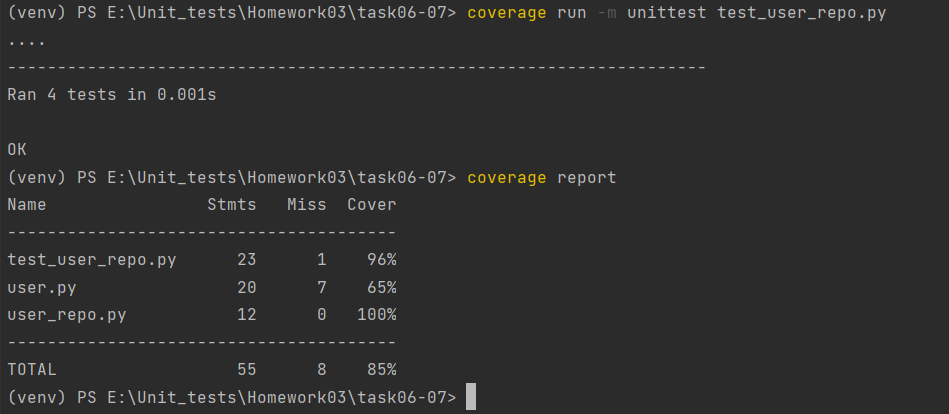 (venv) PS E:\Unit_tests\Homework03\task06-07> coverage run -m unittest test_user_repo.py
....
----------------------------------------------------------------------
Ran 4 tests in 0.001s
OK
(venv) PS E:\Unit_tests\Homework03\task06-07> coverage report
Name                Stmts   Miss  Cover
---------------------------------------
test_user_repo.py      23      1    96%
user.py                20      7    65%
user_repo.py           12      0   100%
---------------------------------------
TOTAL                  55      8    85%
(venv) PS E:\Unit_tests\Homework03\task06-07>